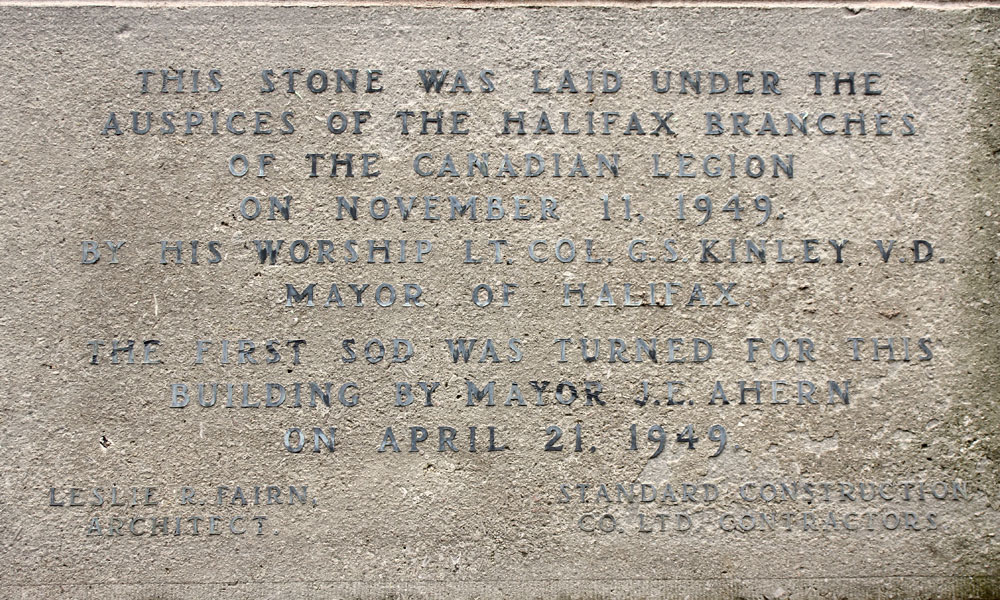 THIS STONE WAS LAID UNDER THE
AUSPICES OF THE HALIFAX BRANCHES
OF THE CANADIAN LEGION
ON NOVEMBER 11, 1949.
BY HIS WORSHIP LT. COL. G.S. KINLEY V.D.
MAYOR OF HALIFAX
THE FIRST SOD WAS TURNED FOR THIS
BUILDING BY MAYOR J.E. AHERN
ON APRIL 21, 1949.
LESLIE R. FAIRN,
ARCHITECT.
STANDARD CONSTRUCTION
CO. LTD. CONTRACTORS.